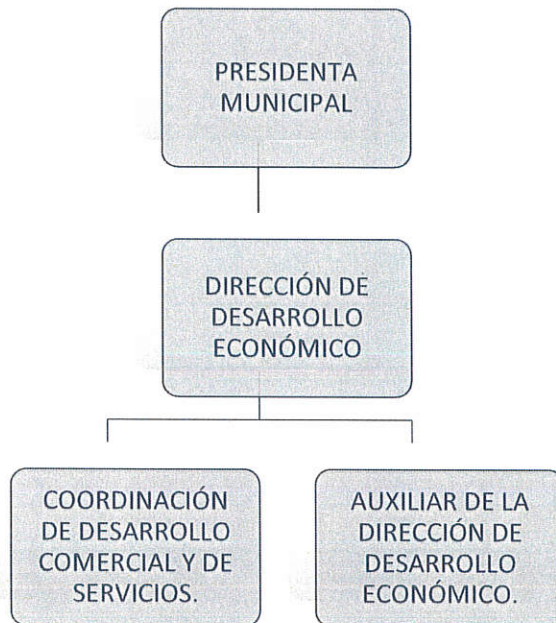 PRESIDENTA
MUNICIPAL
DIRECCIÓN DE
DESARROLLO
ECONÓMICO
COORDINACIÓN
DE DESARROLLO
COMERCIAL Y DE
SERVICIOS.
AUXILIAR DE LA
DIRECCIÓN DE
DESARROLLO
ECONÓMICO.